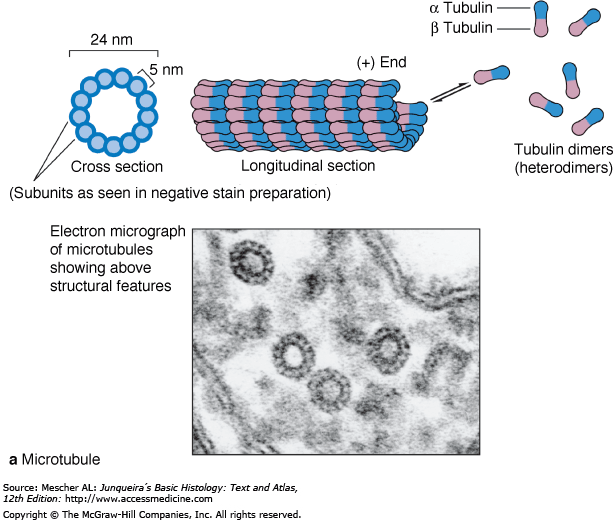 24 nm
5 nm
(+) End
α Tubulin
β Tubulin
Cross section
Longitudinal section
Tubulin dimers
(heterodimers)
(Subunits as seen in negative stain preparation)
Electron micrograph
of microtubules
showing above
structural features
a Microtubule
Source: Mescher AL: Junqueira´s Basic Histology: Text and Atlas,
12th Edition: http://www.accessmedicine.com
Copyright © The McGraw-Hill Companies, Inc. All rights reserved.